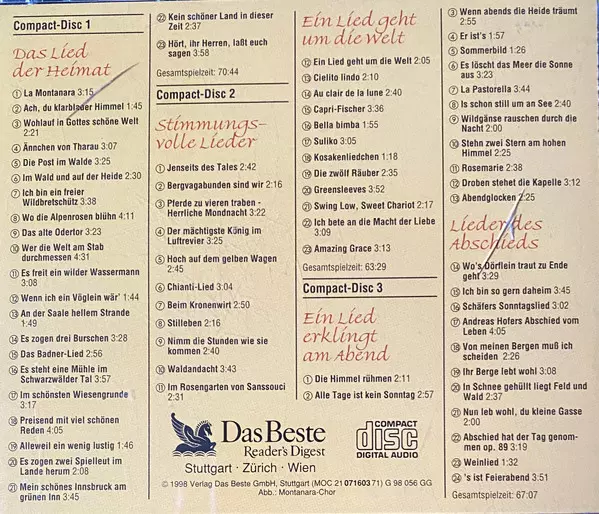 Compact-Disc 1
Das Lied
der Heimat
① La Montanara 3:15
② Ach, du klarblauer Himmel 1:45
③ Wohlauf in Gottes schöne Welt
2:21
④ Ännchen von Tharau 3:07
⑤ Die Post im Walde 3:25
⑥ Im Wald und auf der Heide 2:30
⑦ Ich bin ein freier
Wildbretschütz 3:38
⑧ Wo die Alpenrosen blühn 4:11
⑨ Das alte Odertor 3:23
⑩ Wer die Welt am Stab
durchmessen 4:31
⑪ Es freit ein wilder Wassermann
3:08
⑫ Wenn ich ein Vöglein wär' 1:44
⑬ An der Saale hellem Strande
1:49
⑭ Es zogen drei Burschen 3:28
⑮ Das Badner-Lied 2:56
⑯ Es steht eine Mühle im
Schwarzwälder Tal 3:57
⑰ Im schönsten Wiesengrunde
3:17
⑱ Preisend mit viel schönen
Reden 4:05
⑲ Alleweil ein wenig lustig 1:46
⑳ Es zogen zwei Spielleut im
Lande herum 2:08
㉑ Mein schönes Innsbruck am
grünen Inn 3:45
㉒ Kein schöner Land in dieser
Zeit 2:37
㉓ Hört, ihr Herren, laßt euch
sagen 3:58
Gesamtspielzeit: 70:44
Compact-Disc 2
Stimmungs-
volle Lieder
① Jenseits des Tales 2:42
② Bergvagabunden sind wir 2:16
③ Pferde zu vieren traben -
Herrliche Mondnacht 3:22
④ Der mächtigste König im
Luftrevier 3:25
⑤ Hoch auf dem gelben Wagen
2:45
⑥ Chianti-Lied 3:04
⑦ Beim Kronenwirt 2:50
⑧ Stilleben 2:16
⑨ Nimm die Stunden wie sie
kommen 2:40
⑩ Waldandacht 3:43
⑪ Im Rosengarten von Sanssouci
2:31
Ein Lied geht
um die Welt
⑫ Ein Lied geht um die Welt 2:05
⑬ Cielito lindo 2:10
⑭ Au clair de la lune 2:40
⑮ Capri-Fischer 3:36
⑯ Bella bimba 1:55
⑰ Suliko 3:05
⑱ Kosakenliedchen 1:18
⑲ Die zwölf Räuber 2:35
⑳ Greensleeves 3:52
㉑ Swing Low, Sweet Chariot 2:17
㉒ Ich bete an die Macht der Liebe
3:09
㉓ Amazing Grace 3:13
Gesamtspielzeit: 63:29
Compact-Disc 3
Ein Lied
erklingt
am Abend
① Die Himmel rühmen 2:11
② Alle Tage ist kein Sonntag 2:57
③ Wenn abends die Heide träumt
2:55
④ Er ist's 1:57
⑤ Sommerbild 1:26
⑥ Es löscht das Meer die Sonne
aus 3:23
⑦ La Pastorella 3:44
⑧ Is schon still um an See 2:40
⑨ Wildgänse rauschen durch die
Nacht 2:00
⑩ Stehn zwei Stern am hohen
Himmel 2:25
⑪ Rosemarie 2:38
⑫ Droben stehet die Kapelle 3:12
⑬ Abendglocken 2:25
Lieder des
Abschieds
⑭ Wo's Dörflein traut zu Ende
geht 3:29
⑮ Ich bin so gern daheim 3:45
⑯ Schäfers Sonntagslied 3:02
⑰ Andreas Hofers Abschied vom
Leben 4:05
⑱ Von meinen Bergen muß ich
scheiden 2:26
⑲ Ihr Berge lebt wohl 3:08
⑳ In Schnee gehüllt liegt Feld und
Wald 2:37
㉑ Nun leb wohl, du kleine Gasse
2:00
㉒ Abschied hat der Tag genom-
men op. 89 3:19
㉓ Weinlied 1:32
㉔ 's ist Feierabend 3:51
Gesamtspielzeit: 67:07
Das Beste
Reader's Digest
Stuttgart · Zürich · Wien
COMPACT
disc
DIGITAL AUDIO
© 1998 Verlag Das Beste GmbH, Stuttgart (MOC 21 071603 71) G 98 056 GG
Abb.: Montanara-Chor